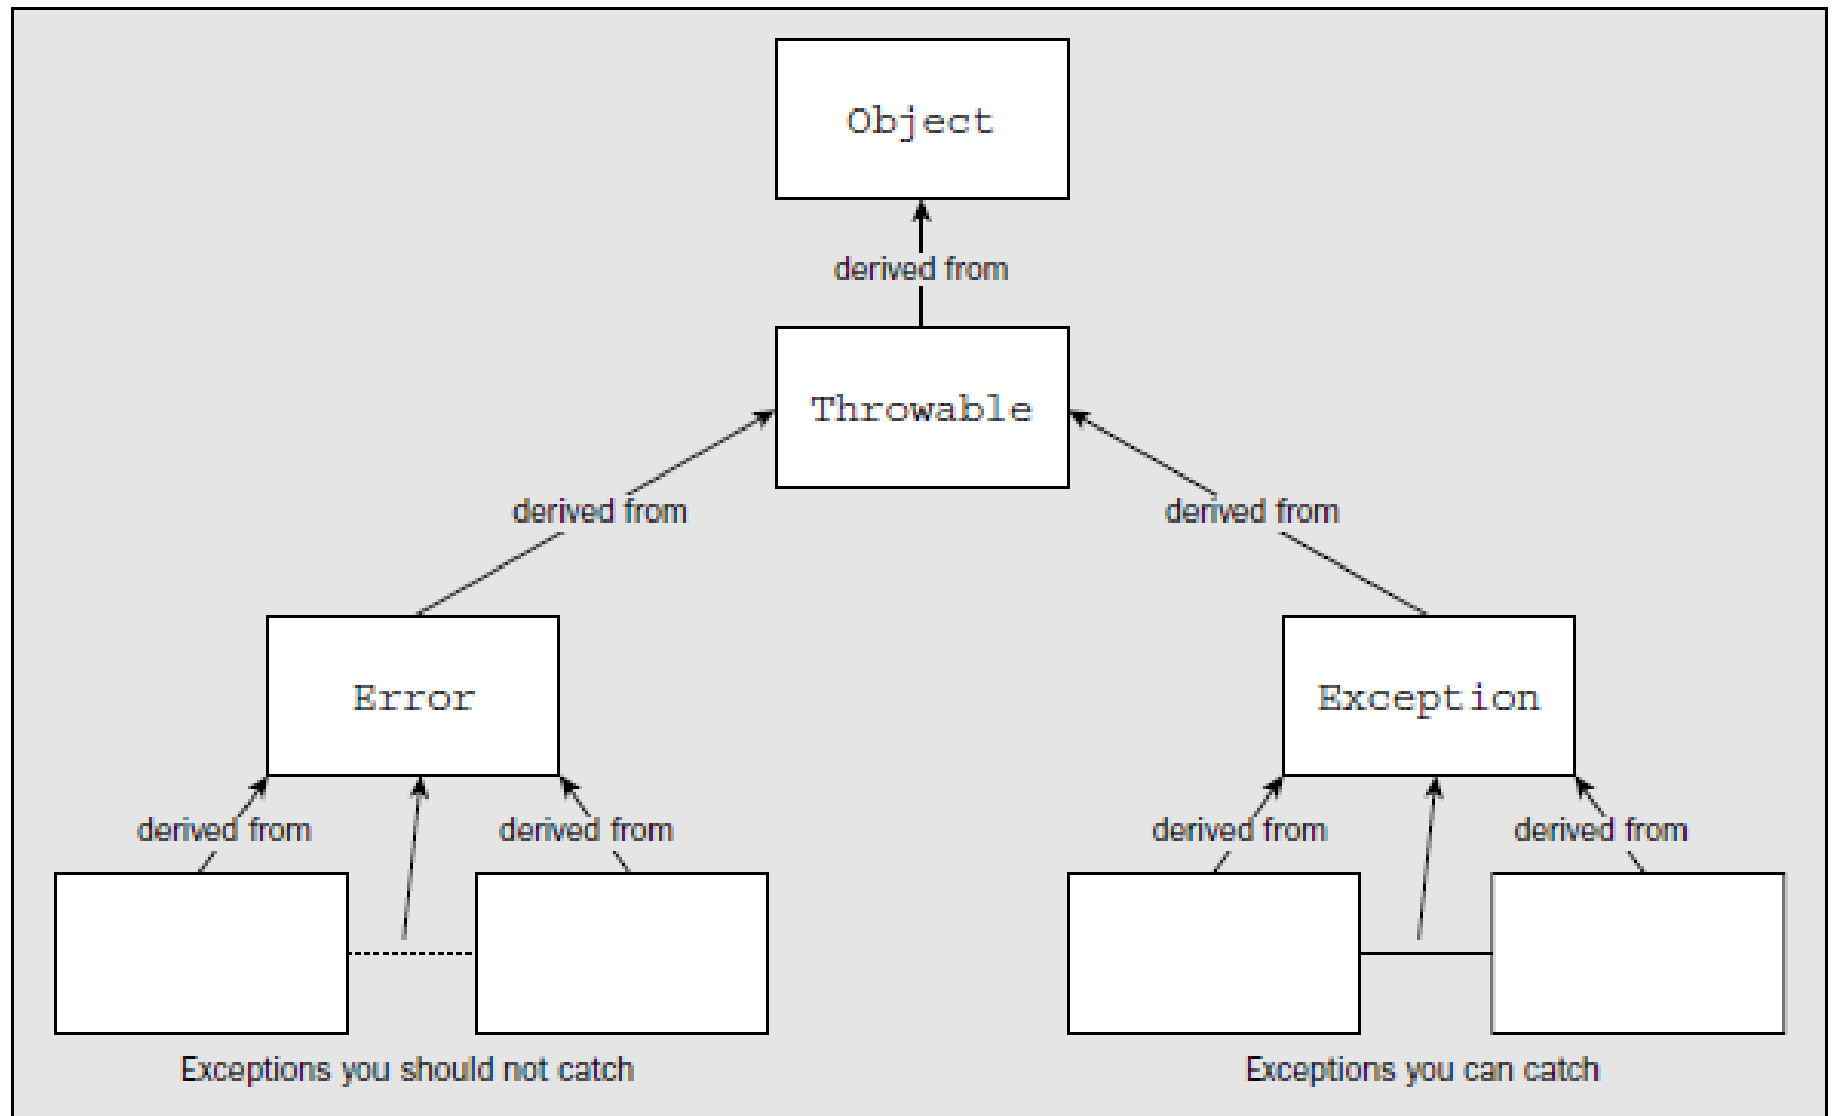 Object
derived from
Throwable
derived from
derived from
Error
Exception
derived from
derived from
derived from
derived from
Exceptions you should not catch
Exceptions you can catch